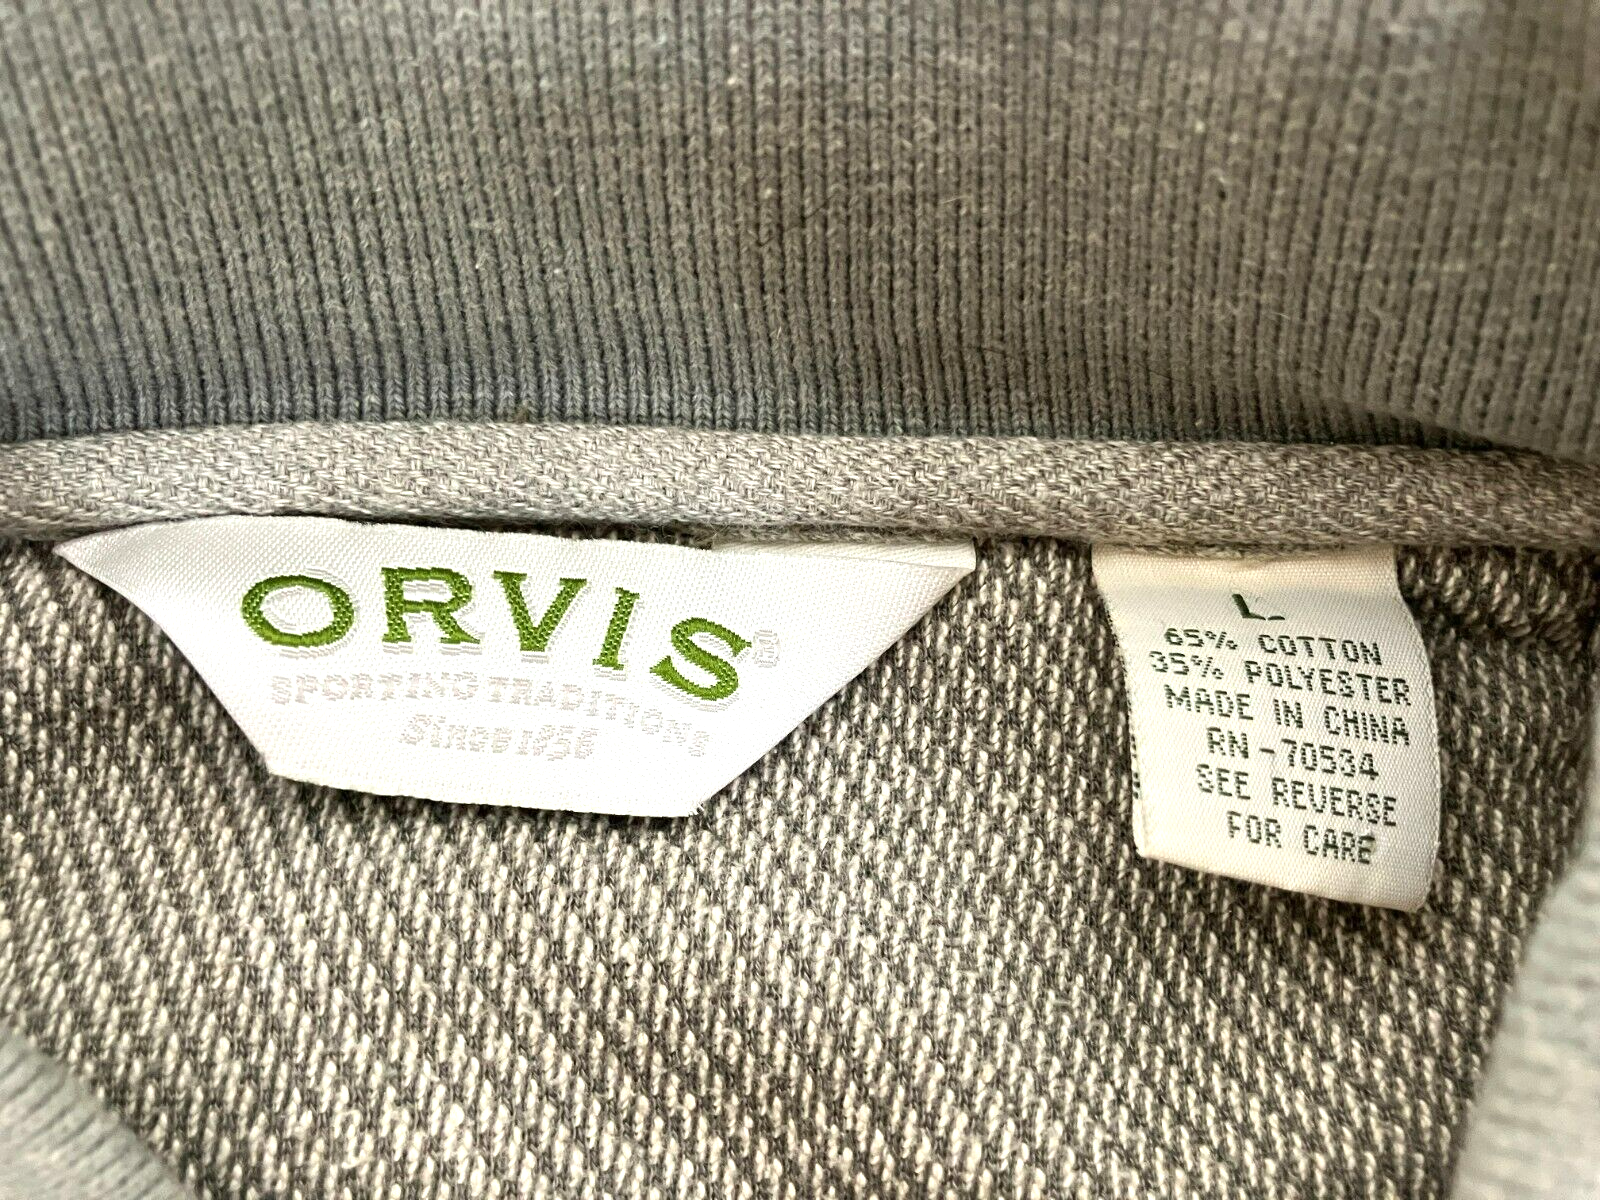 ORVIS®
SPORTING TRADITIONS
Since 1856
L
65% COTTON
35% POLYESTER
MADE IN CHINA
RN-70534
SEE REVERSE
FOR CARE